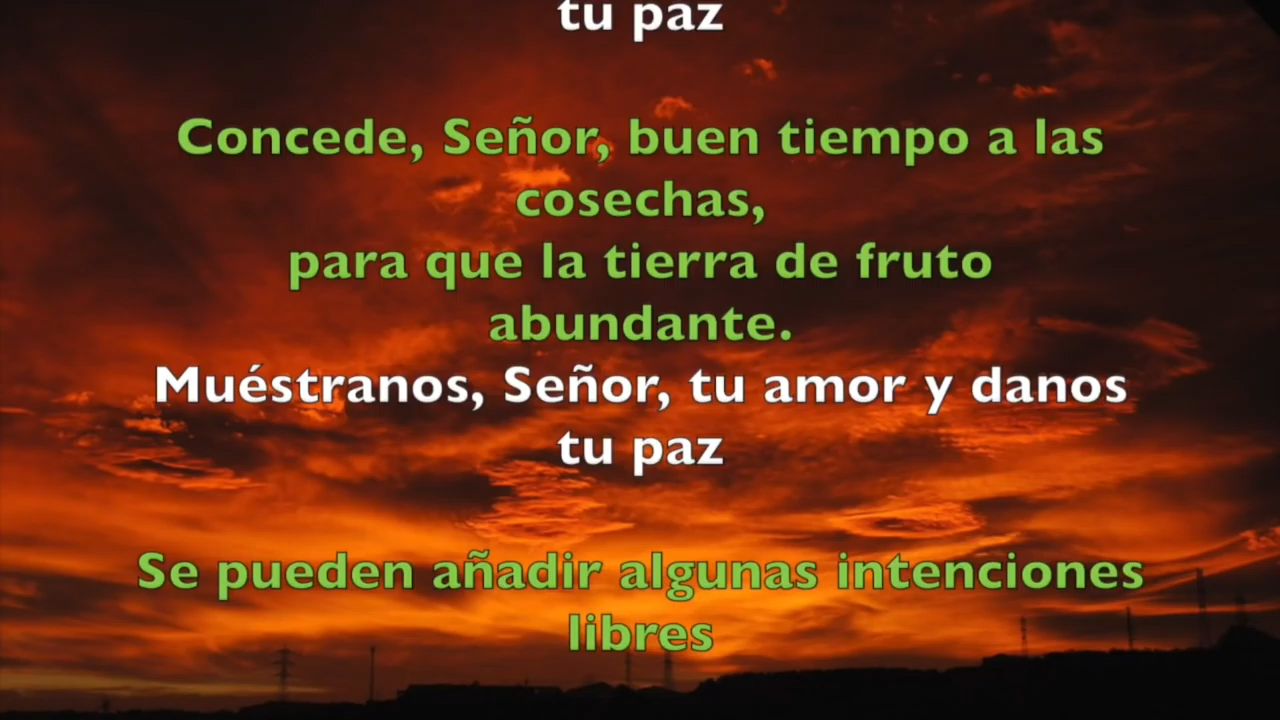 tu paz
Concede, Señor, buen tiempo a las
cosechas,
para que la tierra de fruto
abundante.
Muéstranos, Señor, tu amor y danos
tu paz
Se pueden añadir algunas intenciones
libres